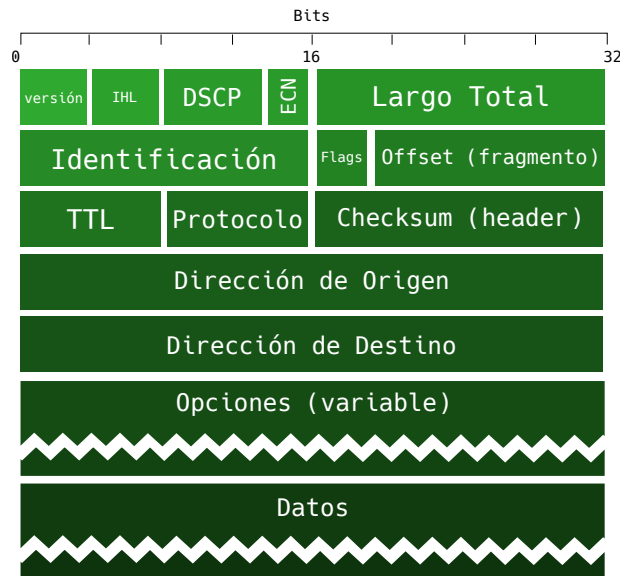 Bits
0 16 32
versión IHL DSCP ECN Largo Total
Identificación Flags Offset (fragmento)
TTL Protocolo Checksum (header)
Dirección de Origen
Dirección de Destino
Opciones (variable)
Datos